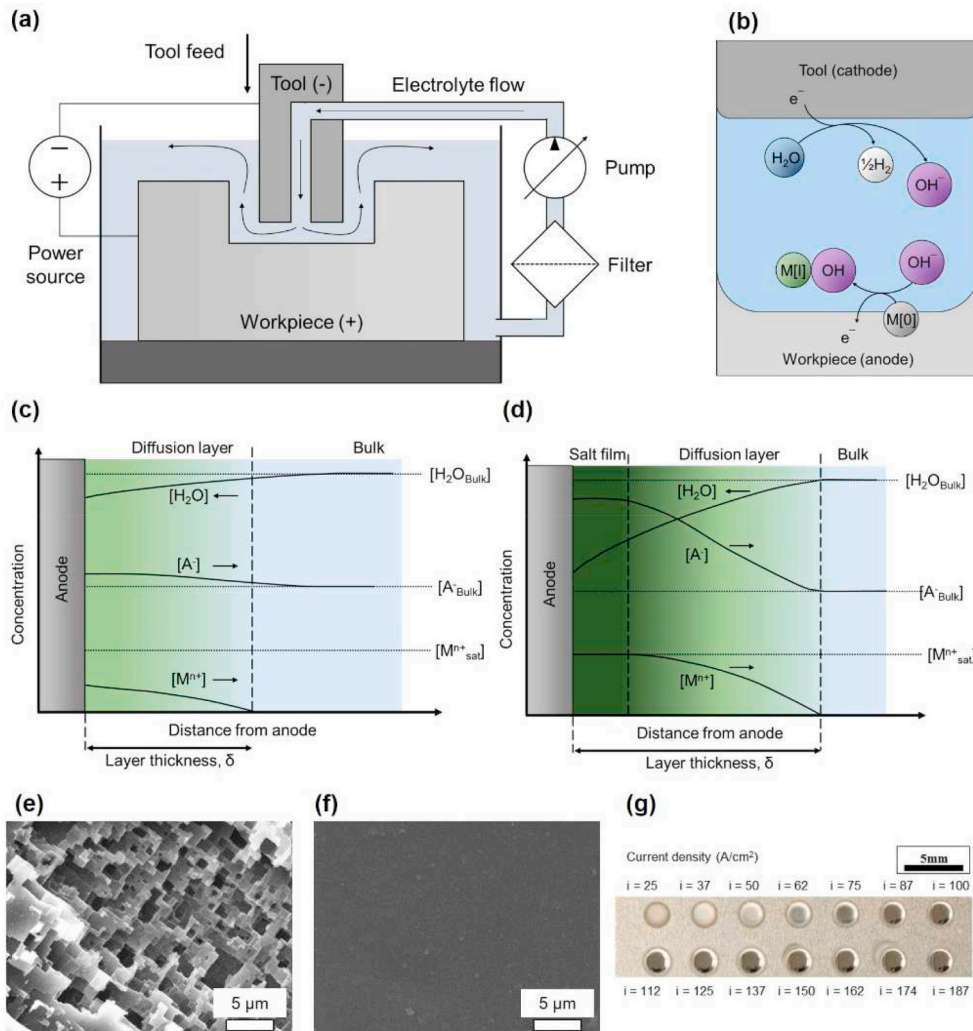 (a)
Tool feed
Tool (-)
Electrolyte flow
Pump
Filter
Power
source
Workpiece (+)
(b)
Tool (cathode)
e⁻
H₂O
½H₂
OH⁻
M[I]
OH
OH⁻
e⁻
M[0]
Workpiece (anode)
(c)
Diffusion layer
Bulk
[H₂O_Bulk]
[H₂O]
[A⁻]
[A⁻_Bulk]
[Mⁿ⁺_sat]
[Mⁿ⁺]
Anode
Concentration
Distance from anode
Layer thickness, δ
(d)
Salt film
Diffusion layer
Bulk
[H₂O_Bulk]
[H₂O]
[A⁻]
[A⁻_Bulk]
[Mⁿ⁺_sat]
[Mⁿ⁺]
Anode
Concentration
Distance from anode
Layer thickness, δ
(e)
5 μm
(f)
5 μm
(g)
Current density (A/cm²)
5mm
i = 25 i = 37 i = 50 i = 62 i = 75 i = 87 i = 100
i = 112 i = 125 i = 137 i = 150 i = 162 i = 174 i = 187